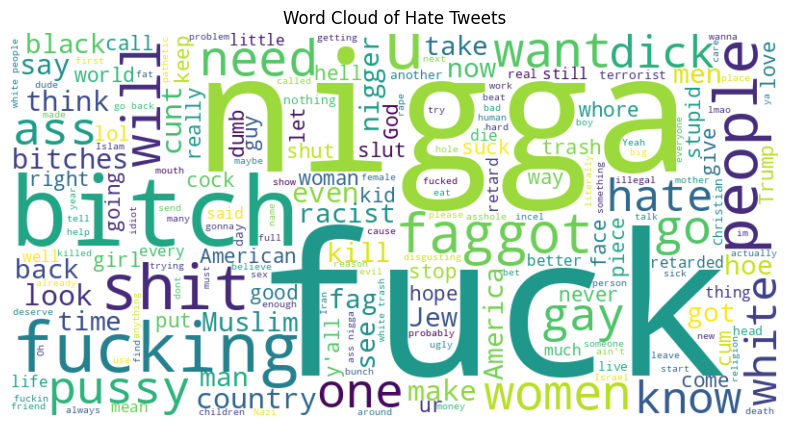 Word Cloud of Hate Tweets
white people
black
call
problem
little
getting
need
u
next
want
dick
wanna
care
love
say
first
pathetic
keep
hell
called
another
take
now
real
still
terrorist
men
place
world
dude
fat
nothing
work
lmao
ya
think
made
go back
will
nigga
beat
everyone
people
ass
cunt
really
dumb
guy
let
God
nigger
try
bad
human
whore
boy
Yeah
stupid
give
Trump
lol
Islam
maybe
shut
rape
die
hard
trash
big
bitches
mouth
slut
hole
suck
literally
right
going
cock
woman
female
fucked
retard
way
something
illegal
mother
hate
bitch
idiot
show
even
kid
eat
please
asshole
incel
talk
christian
im
year
tell
send
name
racist
cause
faggot
face
piece
go
actually
help
many
said
day
full
kill
disgusting
bet
better
person
retarded
sick
hoe
killed
gonna
American
reason
stop
well
girl
every
believe
evil
back
already
trying
must
sex
fag
hope
America
never
thing
look
shit
good
enough
Iran
see
white trash
Jew
probably
gay
got
white
deserve
anything
dont
Muslim
fuck
time
put
y'all
ass nigga
ugly
much
someone
ain't
cum
new
head
Oh
find
fucking
bunch
live
leave
religion
life
use
pussy
man
one
make
women
Israel
start
come
know
death
fuckin
friend
always
mean
country
children
Nazi
ur
around
money